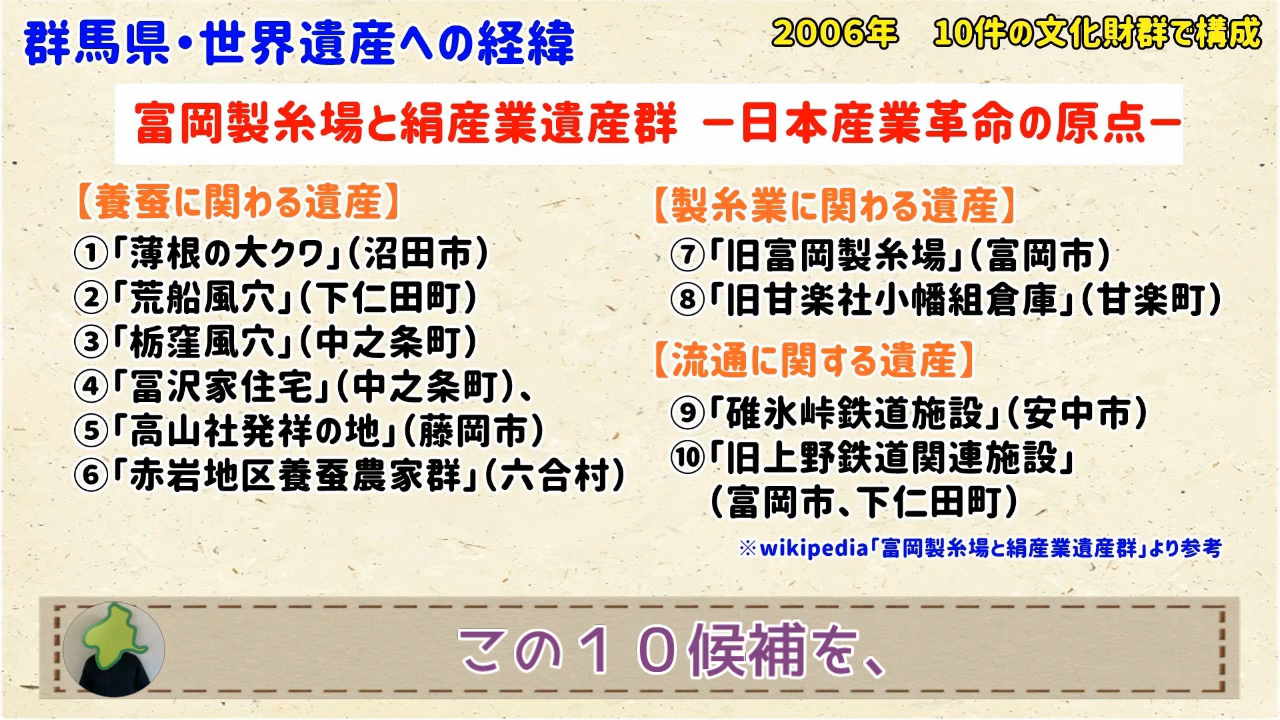 群馬県・世界遺産への経緯
2006年　10件の文化財群で構成
富岡製糸場と絹産業遺産群 ー日本産業革命の原点ー
【養蚕に関わる遺産】
①「薄根の大クワ」(沼田市)
②「荒船風穴」(下仁田町)
③「栃窪風穴」(中之条町)
④「冨沢家住宅」(中之条町)、
⑤「高山社発祥の地」(藤岡市)
⑥「赤岩地区養蚕農家群」(六合村)
【製糸業に関わる遺産】
⑦「旧富岡製糸場」(富岡市)
⑧「旧甘楽社小幡組倉庫」(甘楽町)
【流通に関する遺産】
⑨「碓氷峠鉄道施設」(安中市)
⑩「旧上野鉄道関連施設」
(富岡市、下仁田町)
※wikipedia「富岡製糸場と絹産業遺産群」より参考
この１０候補を、